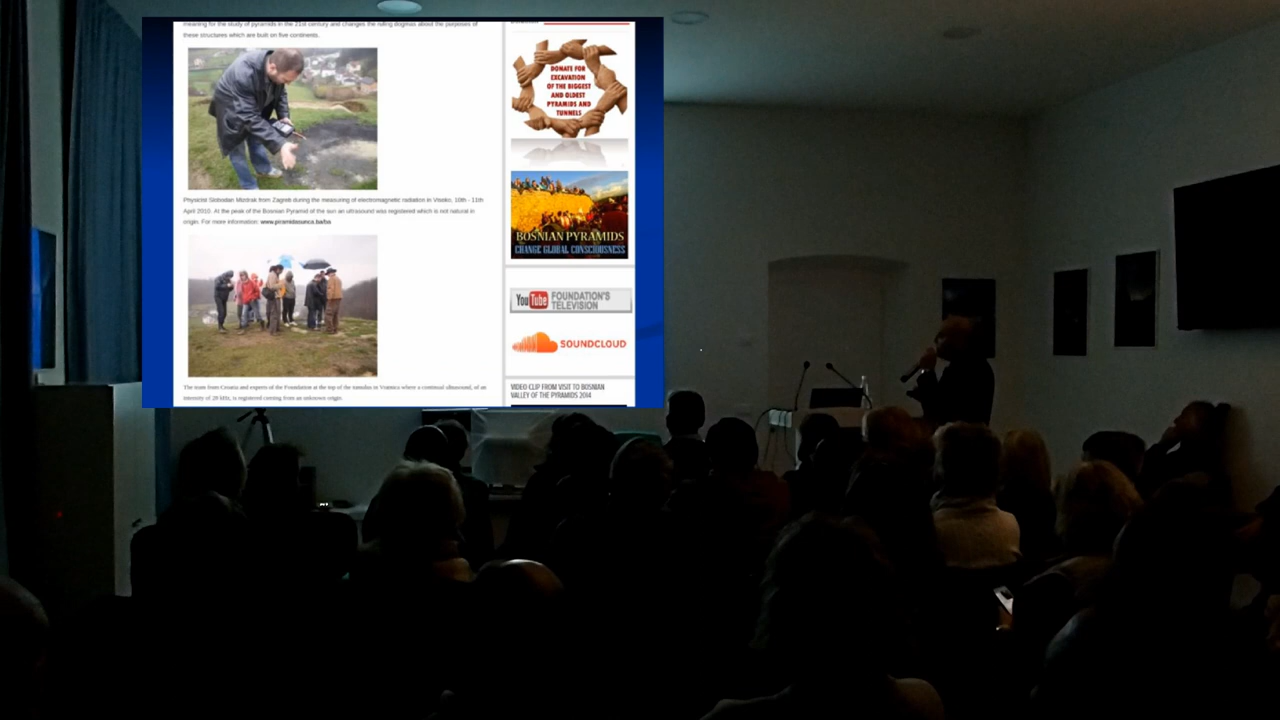 meaning for the study of pyramids in the 21st century and changes the ruling dogmas about the purposes of
these structures which are built on five continents.
Physicist Slobodan Mizdrak from Zagreb during the measuring of electromagnetic radiation in Visoko, 10th - 11th
April 2010. At the peak of the Bosnian Pyramid of the sun an ultrasound was registered which is not natural in
origin. For more information: www.piramidasunca.ba/bs
The team from Croatia and experts of the Foundation at the top of the tumulus in Vratnica where a continual ultrasound, of an
intensity of 28 kHz, is registered coming from an unknown origin.
DONATE FOR
EXCAVATION
OF THE BIGGEST
AND OLDEST
PYRAMIDS AND
TUNNELS
BOSNIAN PYRAMIDS
CHANGE GLOBAL CONSCIOUSNESS
YouTube FOUNDATION'S
TELEVISION
SOUNDCLOUD
VIDEO CLIP FROM VISIT TO BOSNIAN
VALLEY OF THE PYRAMIDS 2014